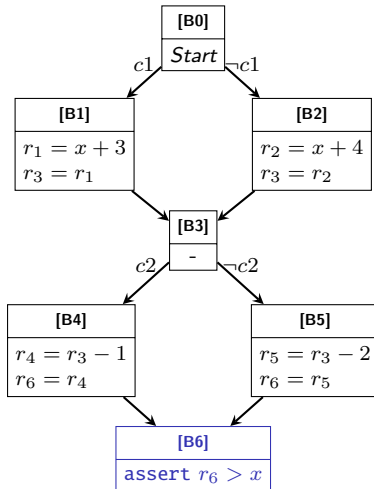 [B0]
Start
c1 ¬c1
[B1] [B2]
r₁ = x + 3 r₂ = x + 4
r₃ = r₁ r₃ = r₂
[B3]
-
c2 ¬c2
[B4] [B5]
r₄ = r₃ − 1 r₅ = r₃ − 2
r₆ = r₄ r₆ = r₅
[B6]
assert r₆ > x